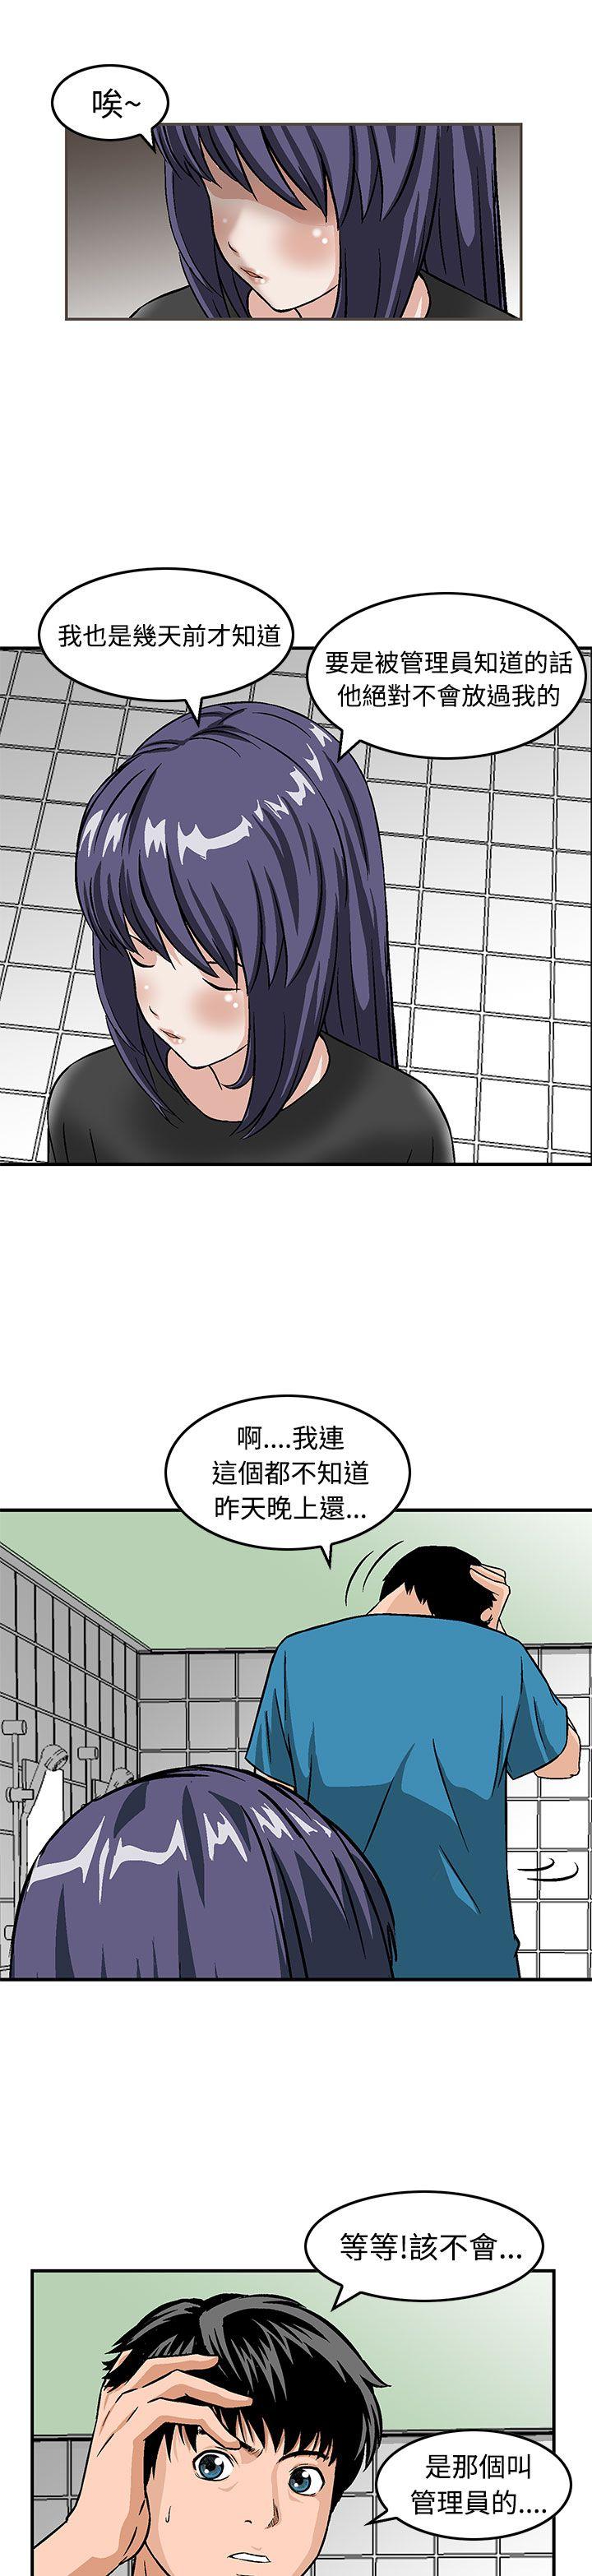 唉~
我也是幾天前才知道
要是被管理員知道的話
他絕對不會放過我的
啊....我連
這個都不知道
昨天晚上還...
等等!該不會...
是那個叫
管理員的....